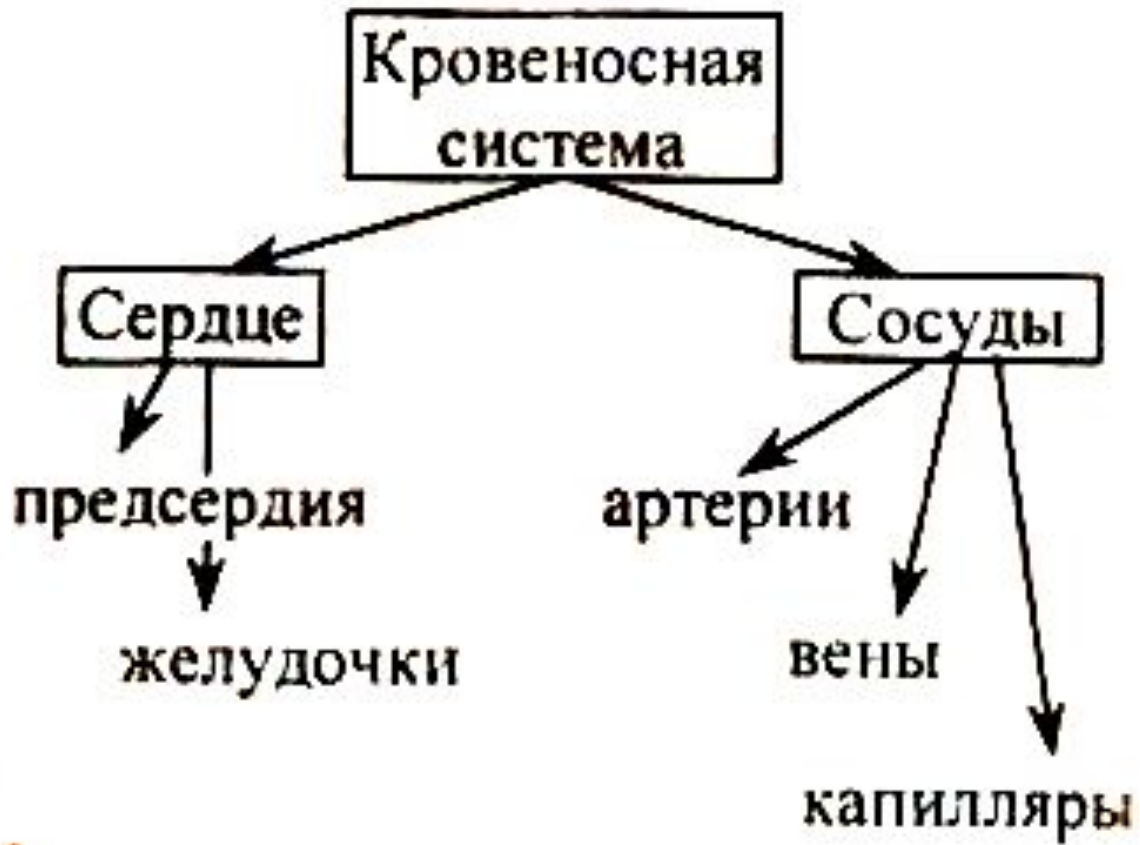 Кровеносная
система
Сердце
Сосуды
предсердия
артерии
желудочки
вены
капилляры